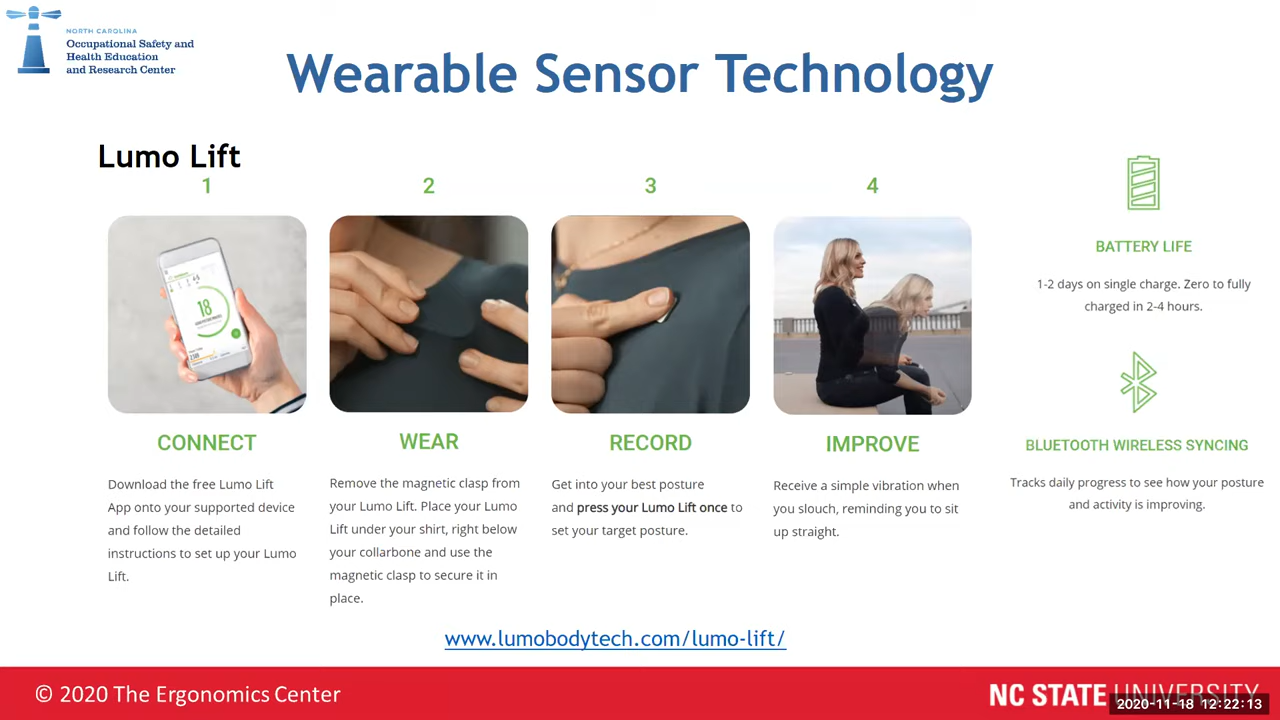 NORTH CAROLINA
Occupational Safety and
Health Education
and Research Center
Wearable Sensor Technology
Lumo Lift
1
2
3
4
18
CONNECT
Download the free Lumo Lift
App onto your supported device
and follow the detailed
instructions to set up your Lumo
Lift.
WEAR
Remove the magnetic clasp from
your Lumo Lift. Place your Lumo
Lift under your shirt, right below
your collarbone and use the
magnetic clasp to secure it in
place.
RECORD
Get into your best posture
and press your Lumo Lift once to
set your target posture.
IMPROVE
Receive a simple vibration when
you slouch, reminding you to sit
up straight.
BATTERY LIFE
1-2 days on single charge. Zero to fully
charged in 2-4 hours.
BLUETOOTH WIRELESS SYNCING
Tracks daily progress to see how your posture
and activity is improving.
www.lumobodytech.com/lumo-lift/
© 2020 The Ergonomics Center
NC STATE UNIVERSITY
2020-11-18 12:22:13